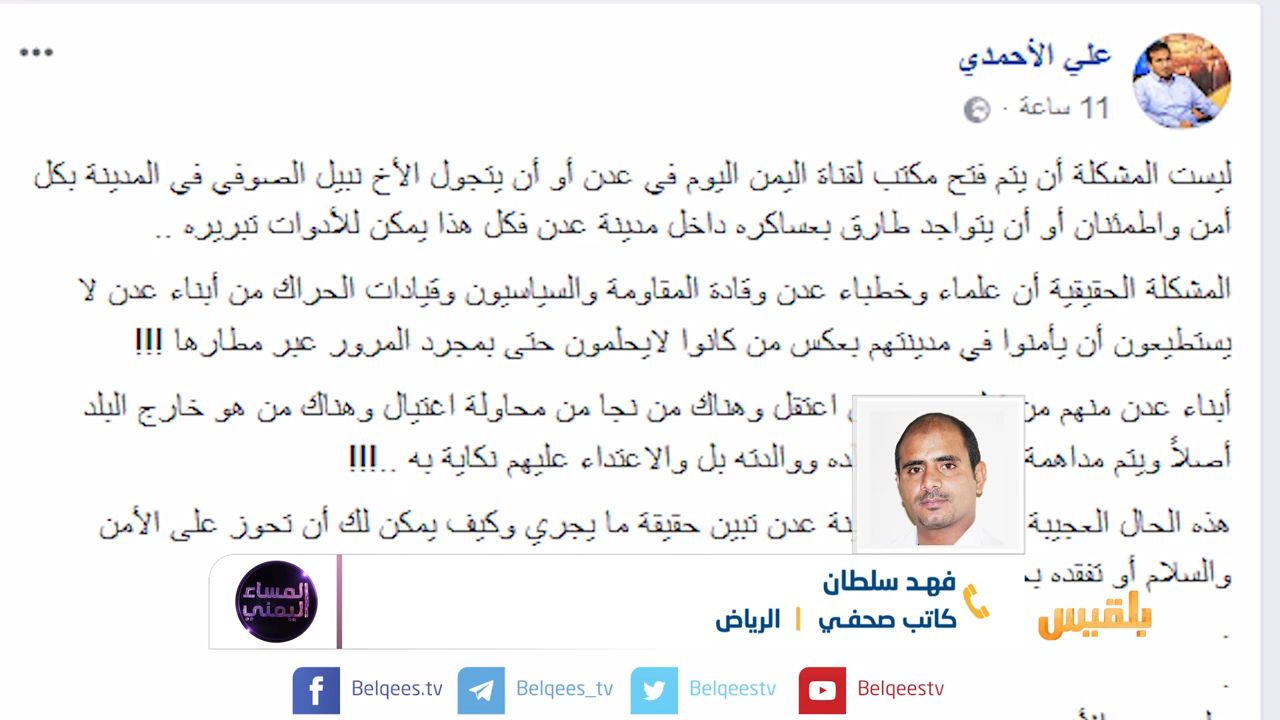 علي الأحمدي
11 ساعة ·
ليست المشكلة أن يتم فتح مكتب لقناة اليمن اليوم في عدن أو أن يتجول الأخ نبيل الصوفي في المدينة بكل
أمن واطمئنان أو أن يتواجد طارق بعساكره داخل مدينة عدن فكل هذا يمكن للأدوات تبريره ..
المشكلة الحقيقية أن علماء وخطباء عدن وقادة المقاومة والسياسيون وقيادات الحراك من أبناء عدن لا
يستطيعون أن يأمنوا في مدينتهم بعكس من كانوا لايحلمون حتى بمجرد المرور عبر مطارها !!!
أبناء عدن منهم من اعتقل وهناك من نجا من محاولة اغتيال وهناك من هو خارج البلد
أصلاً ويتم مداهمة ووالدته بل والاعتداء عليهم نكاية به ..!!!
هذه الحال العجيبة عدن تبين حقيقة ما يجري وكيف يمكن لك أن تحوز على الأمن
والسلام أو تفقده
فهد سلطان
كاتب صحفي | الرياض
بلقيس
المساء
اليمني
Belqees.tv
Belqees_tv
Belqeestv
Belqeestv